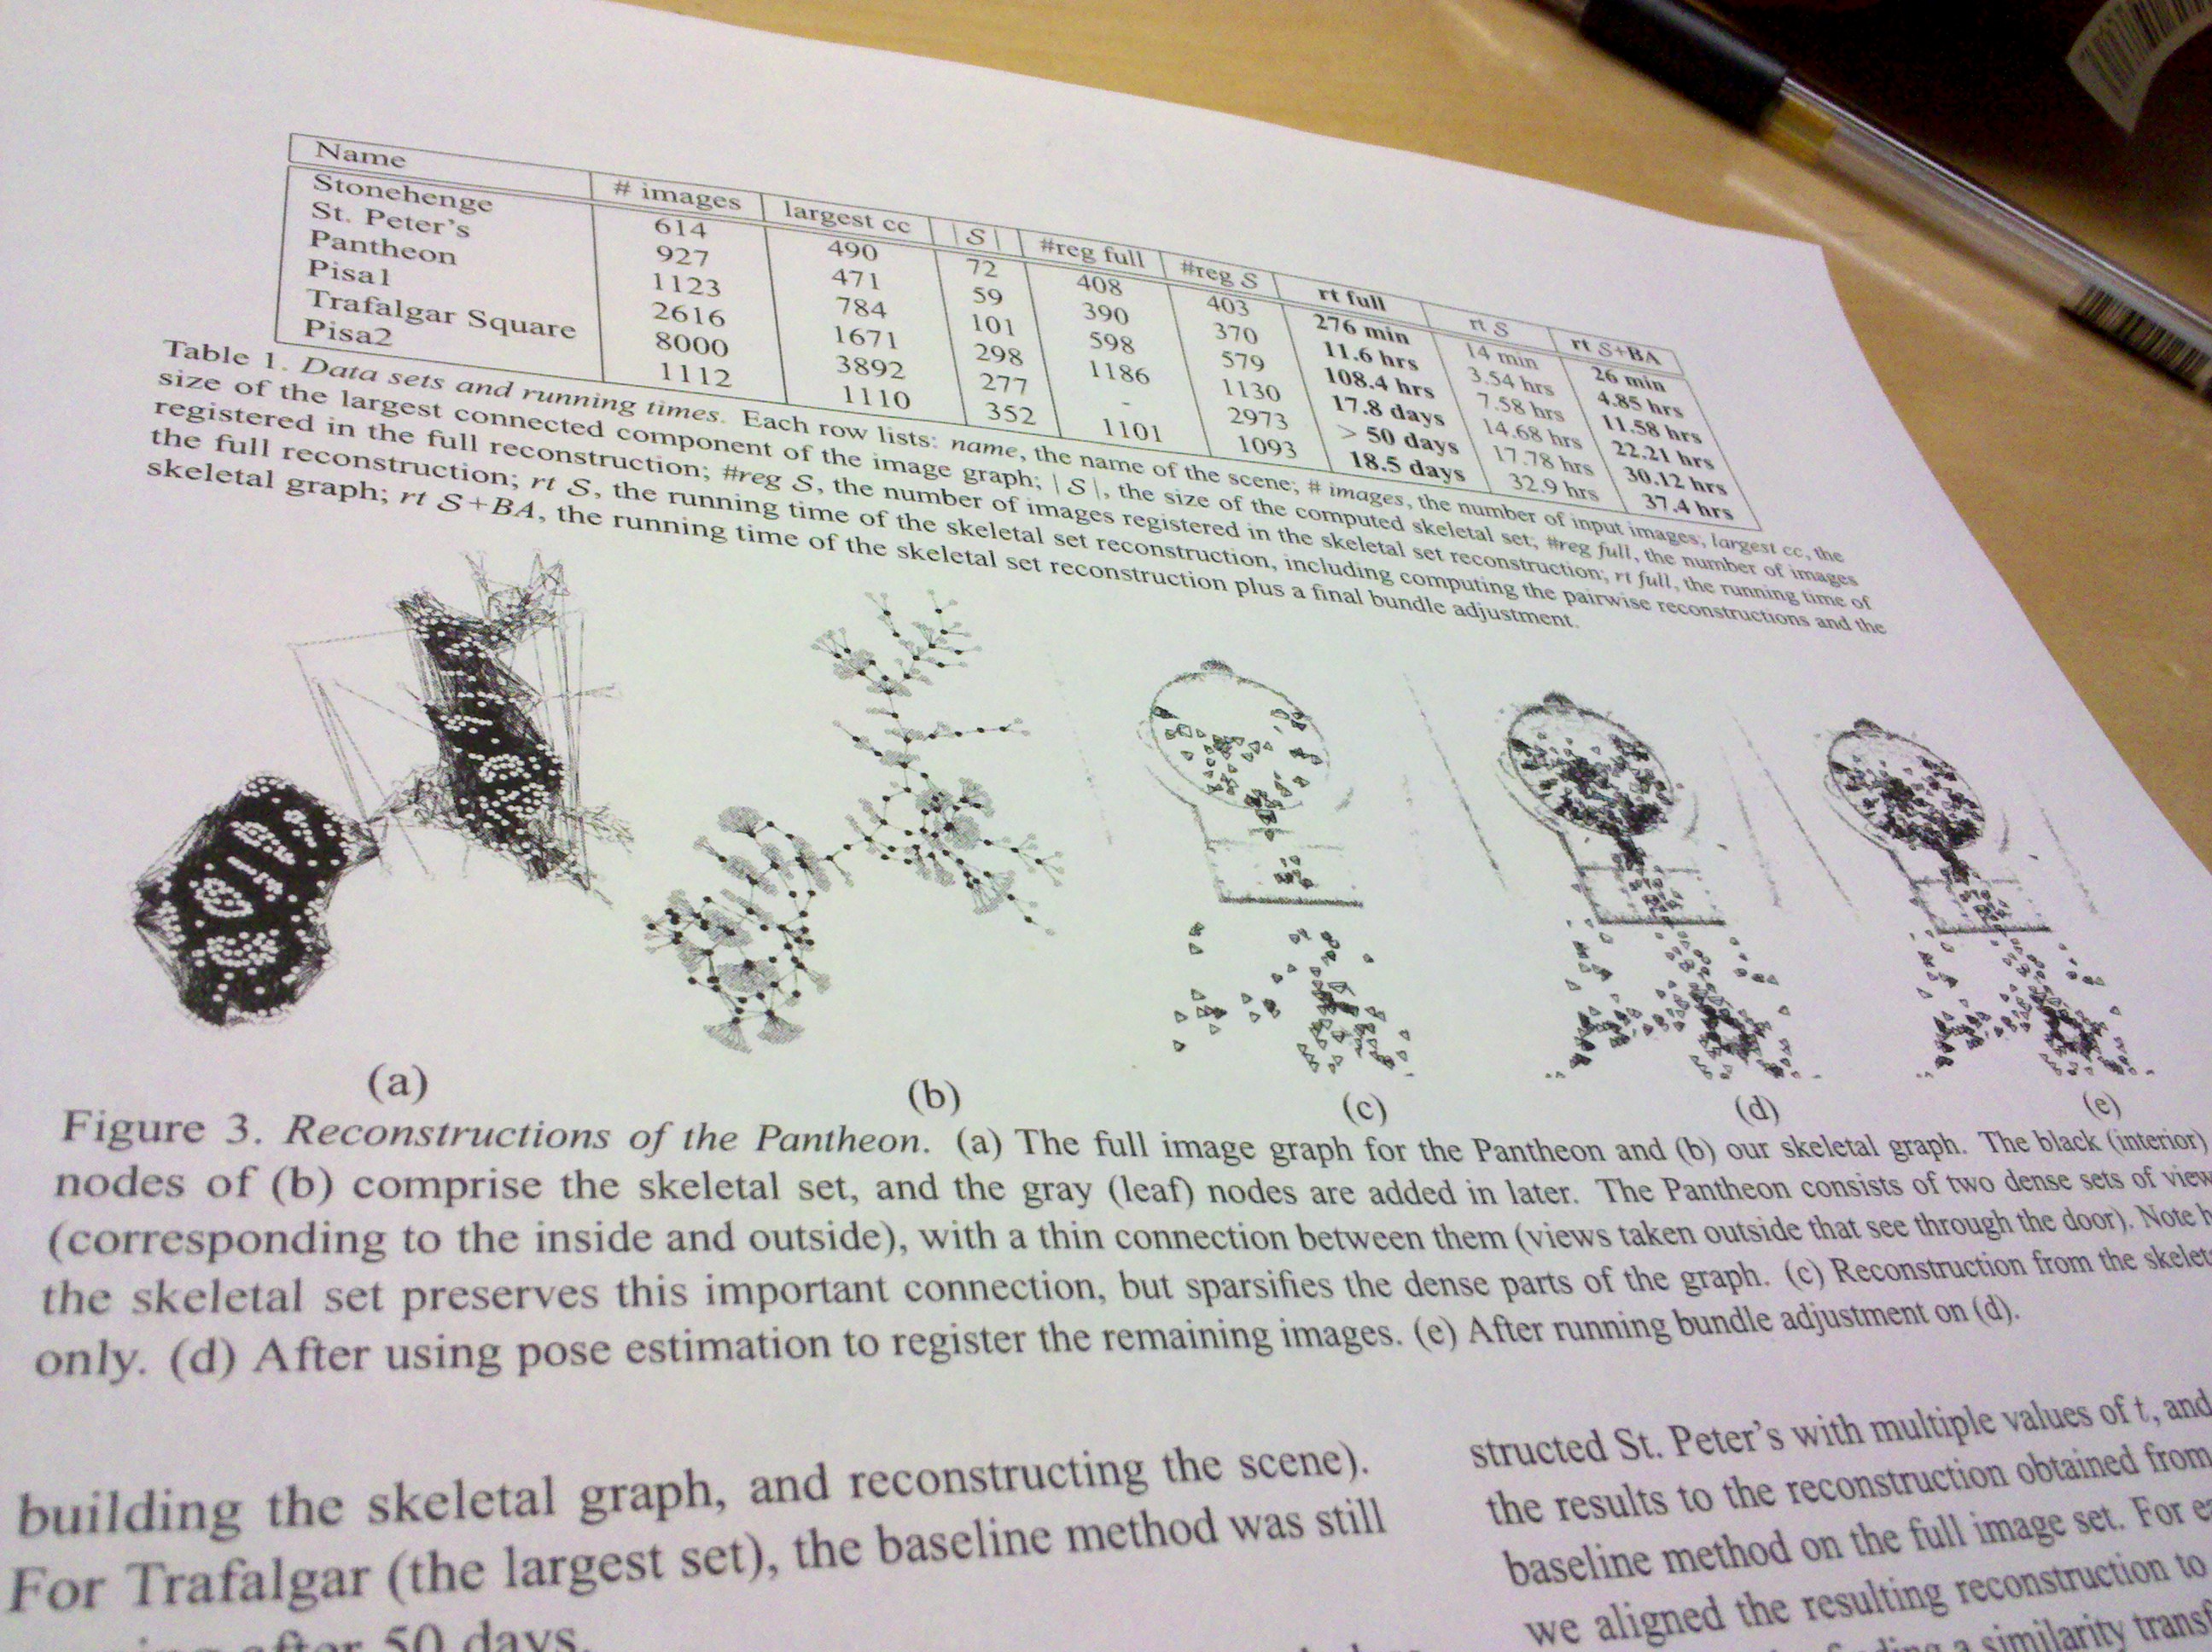 Name # images largest cc |S| #reg full #reg S rt full rt S rt S+BA
Stonehenge 614 490 72 408 403 276 min 14 min 26 min
St. Peter's 927 471 59 390 370 11.6 hrs 3.54 hrs 4.85 hrs
Pantheon 1123 784 101 598 579 108.4 hrs 7.58 hrs 11.58 hrs
Pisa1 2616 1671 298 1186 1130 17.8 days 14.68 hrs 22.21 hrs
Trafalgar Square 8000 3892 277 - 2973 > 50 days 17.78 hrs 30.12 hrs
Pisa2 1112 1110 352 1101 1093 18.5 days 32.9 hrs 37.4 hrs
Table 1. Data sets and running times. Each row lists: name, the name of the scene; # images, the number of input images; largest cc, the
size of the largest connected component of the image graph; |S|, the size of the computed skeletal set; #reg full, the number of images
registered in the full reconstruction; #reg S, the number of images registered in the skeletal set reconstruction; rt full, the running time of
the full reconstruction; rt S, the running time of the skeletal set reconstruction, including computing the pairwise reconstructions and the
skeletal graph; rt S+BA, the running time of the skeletal set reconstruction plus a final bundle adjustment.
(a) (b) (c) (d) (e)
Figure 3. Reconstructions of the Pantheon. (a) The full image graph for the Pantheon and (b) our skeletal graph. The black (interior)
nodes of (b) comprise the skeletal set, and the gray (leaf) nodes are added in later. The Pantheon consists of two dense sets of view
(corresponding to the inside and outside), with a thin connection between them (views taken outside that see through the door). Note
the skeletal set preserves this important connection, but sparsifies the dense parts of the graph. (c) Reconstruction from the
only. (d) After using pose estimation to register the remaining images. (e) After running bundle adjustment on (d).
building the skeletal graph, and reconstructing the scene).
For Trafalgar (the largest set), the baseline method was still
after 50 days.
structed St. Peter's with multiple values of t, and
the results to the reconstruction obtained from
baseline method on the full image set. For
we aligned the resulting reconstruction to
a similarity